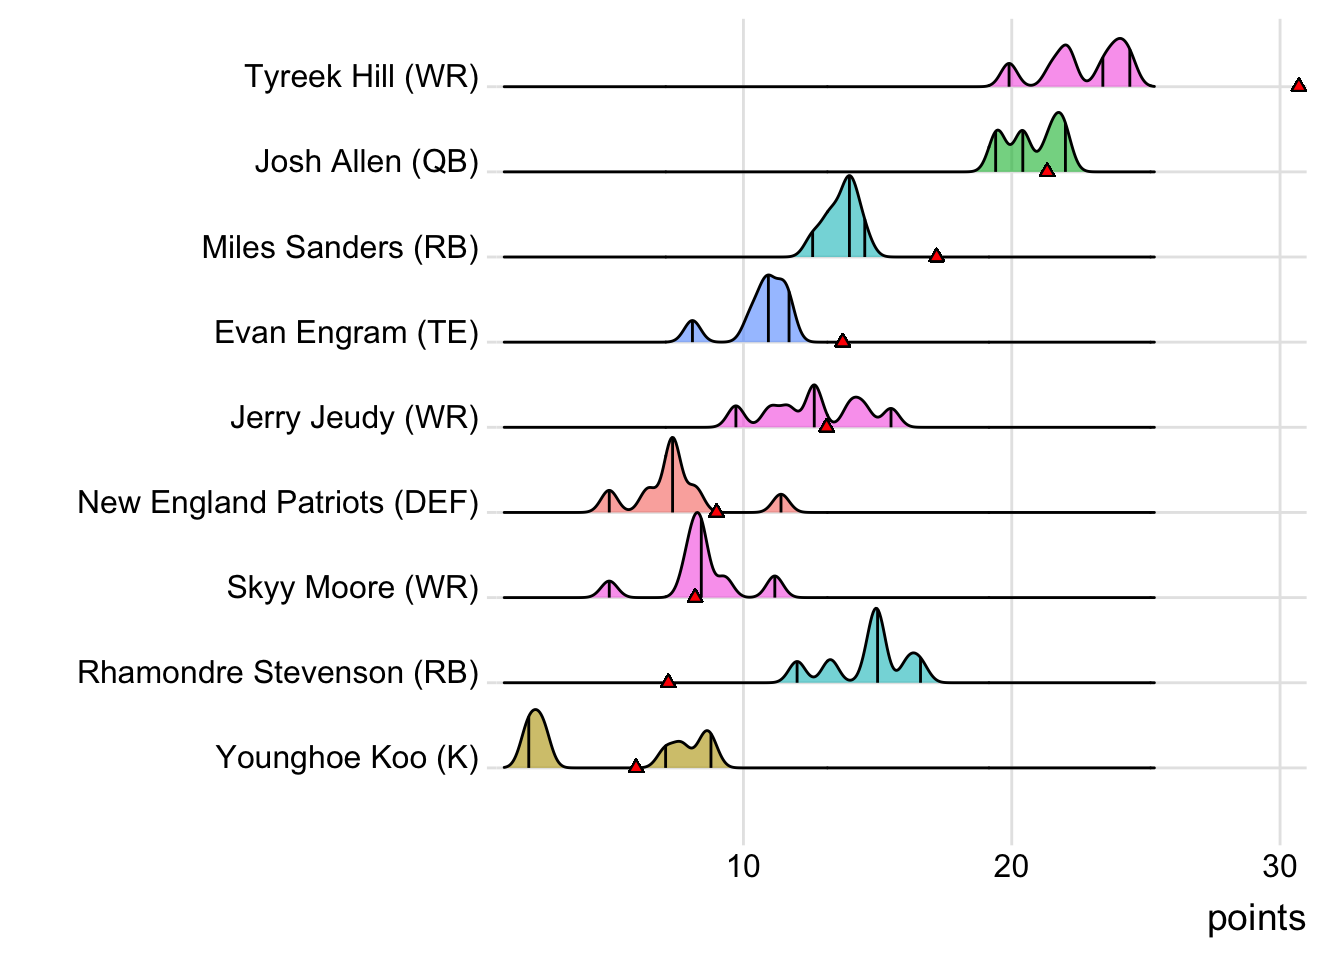 Tyreek Hill (WR)
Josh Allen (QB)
Miles Sanders (RB)
Evan Engram (TE)
Jerry Jeudy (WR)
New England Patriots (DEF)
Skyy Moore (WR)
Rhamondre Stevenson (RB)
Younghoe Koo (K)
10 20 30
points